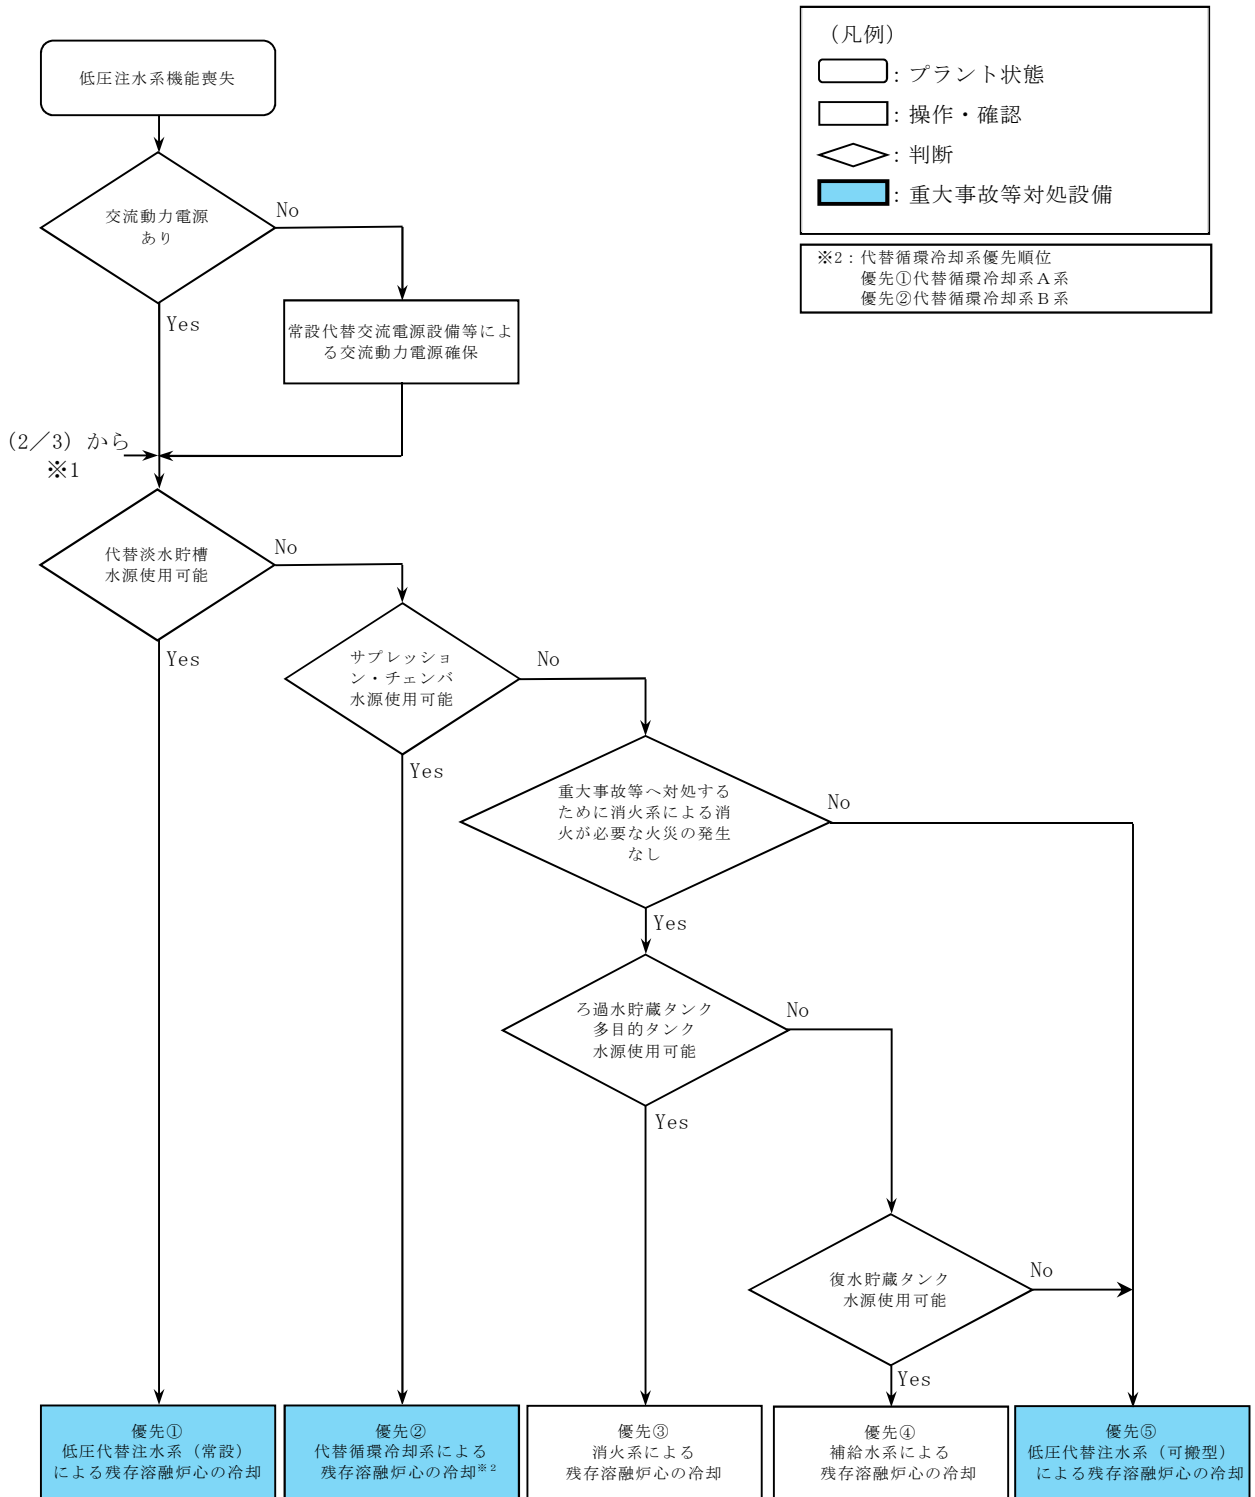 （凡例）
：プラント状態
：操作・確認
：判断
：重大事故等対処設備
※2：代替循環冷却系優先順位
優先①代替循環冷却系Ａ系
優先②代替循環冷却系Ｂ系
低圧注水系機能喪失
交流動力電源
あり
No
Yes
常設代替交流電源設備等によ
る交流動力電源確保
(2／3) から
※1
代替淡水貯槽
水源使用可能
No
Yes
サプレッショ
ン・チェンバ
水源使用可能
No
Yes
重大事故等へ対処する
ために消火系による消
火が必要な火災の発生
なし
No
Yes
ろ過水貯蔵タンク
多目的タンク
水源使用可能
No
Yes
復水貯蔵タンク
水源使用可能
No
Yes
優先①
低圧代替注水系（常設）
による残存溶融炉心の冷却
優先②
代替循環冷却系による
残存溶融炉心の冷却※２
優先③
消火系による
残存溶融炉心の冷却
優先④
補給水系による
残存溶融炉心の冷却
優先⑤
低圧代替注水系（可搬型）
による残存溶融炉心の冷却